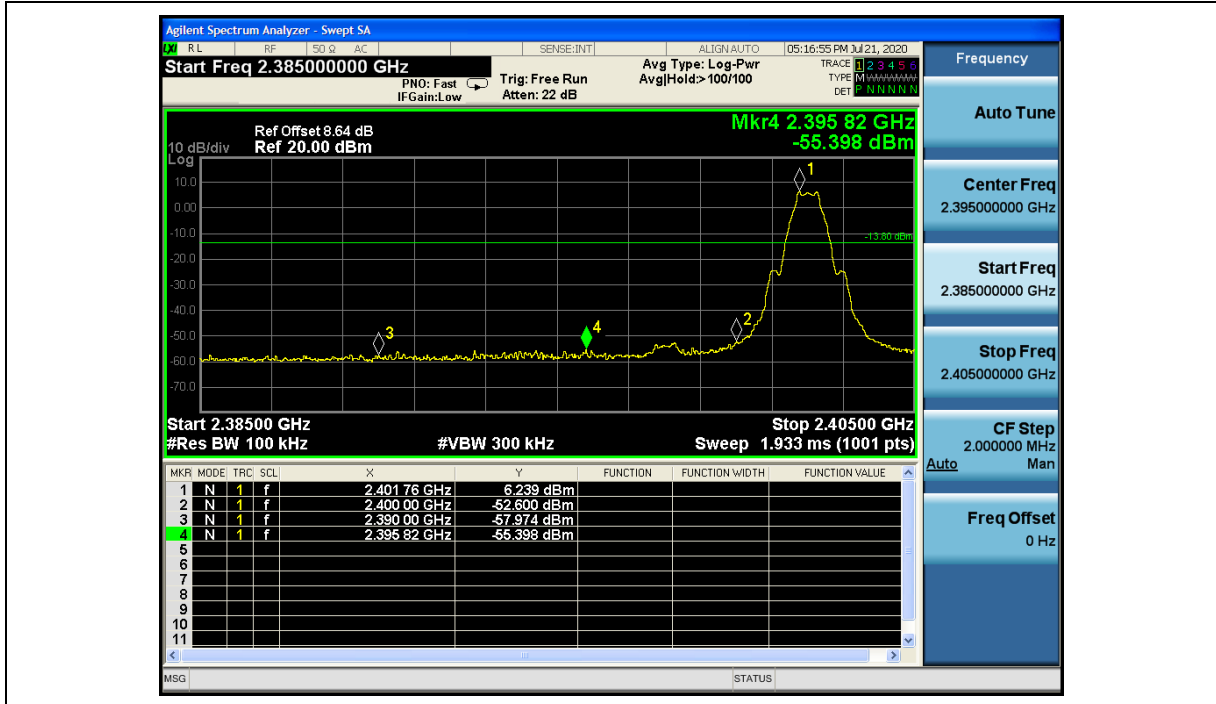 Agilent Spectrum Analyzer - Swept SA
LXI RL RF 50 Ω AC SENSE:INT ALIGN AUTO 05:16:55 PM Jul 21, 2020
Start Freq 2.385000000 GHz
PNO: Fast
IFGain:Low
Trig: Free Run
Atten: 22 dB
Avg Type: Log-Pwr
Avg|Hold:>100/100
TRACE 1 2 3 4 5 6
TYPE M WWWWW
DET P N N N N N
Mkr4 2.395 82 GHz
-55.398 dBm
Ref Offset 8.64 dB
10 dB/div Ref 20.00 dBm
Log
10.0
0.00
-10.0
-20.0
-30.0
-40.0
-50.0
-60.0
-70.0
1
-13.80 dBm
2
3
4
Start 2.38500 GHz Stop 2.40500 GHz
#Res BW 100 kHz #VBW 300 kHz Sweep 1.933 ms (1001 pts)
MKR MODE TRC SCL X Y FUNCTION FUNCTION WIDTH FUNCTION VALUE
1 N 1 f 2.401 76 GHz 6.239 dBm
2 N 1 f 2.400 00 GHz -52.600 dBm
3 N 1 f 2.390 00 GHz -57.974 dBm
4 N 1 f 2.395 82 GHz -55.398 dBm
5
6
7
8
9
10
11
MSG STATUS
Frequency
Auto Tune
Center Freq
2.395000000 GHz
Start Freq
2.385000000 GHz
Stop Freq
2.405000000 GHz
CF Step
2.000000 MHz
Auto Man
Freq Offset
0 Hz